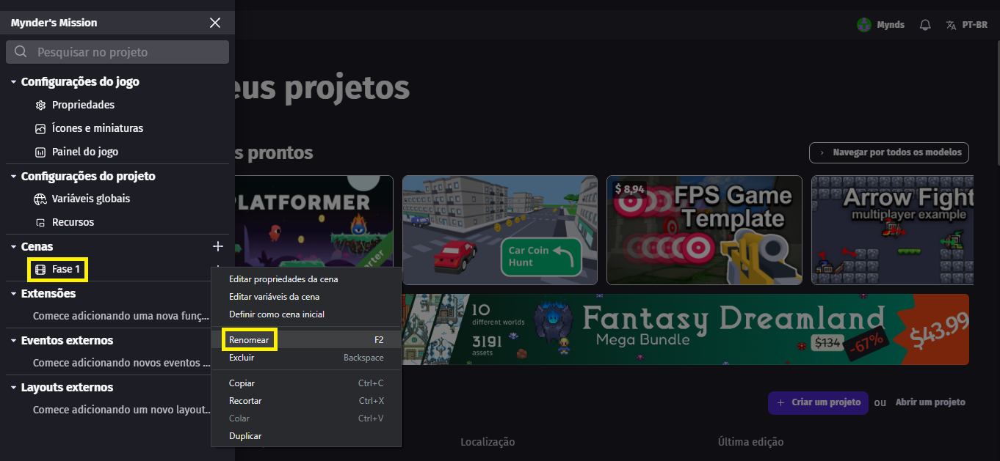 Mynder's Mission
Mynds
PT-BR
Pesquisar no projeto
Configurações do jogo
Propriedades
Ícones e miniaturas
Painel do jogo
Configurações do projeto
Variáveis globais
Recursos
Cenas
Fase 1
Extensões
Comece adicionando uma nova funç...
Eventos externos
Comece adicionando novos eventos ...
Layouts externos
Comece adicionando um novo layout...
Editar propriedades da cena
Editar variáveis da cena
Definir como cena inicial
Renomear F2
Excluir Backspace
Copiar Ctrl+C
Recortar Ctrl+X
Colar Ctrl+V
Duplicar
eus projetos
s prontos
Navegar por todos os modelos
PLATFORMER
rter
Car Coin
Hunt
$ 8,94
FPS Game
Template
Arrow Fight
multiplayer example
10
different worlds
3191
assets
Fantasy Dreamland
Mega Bundle
$134
-67%
$43.99
+ Criar um projeto ou Abrir um projeto
Localização Última edição